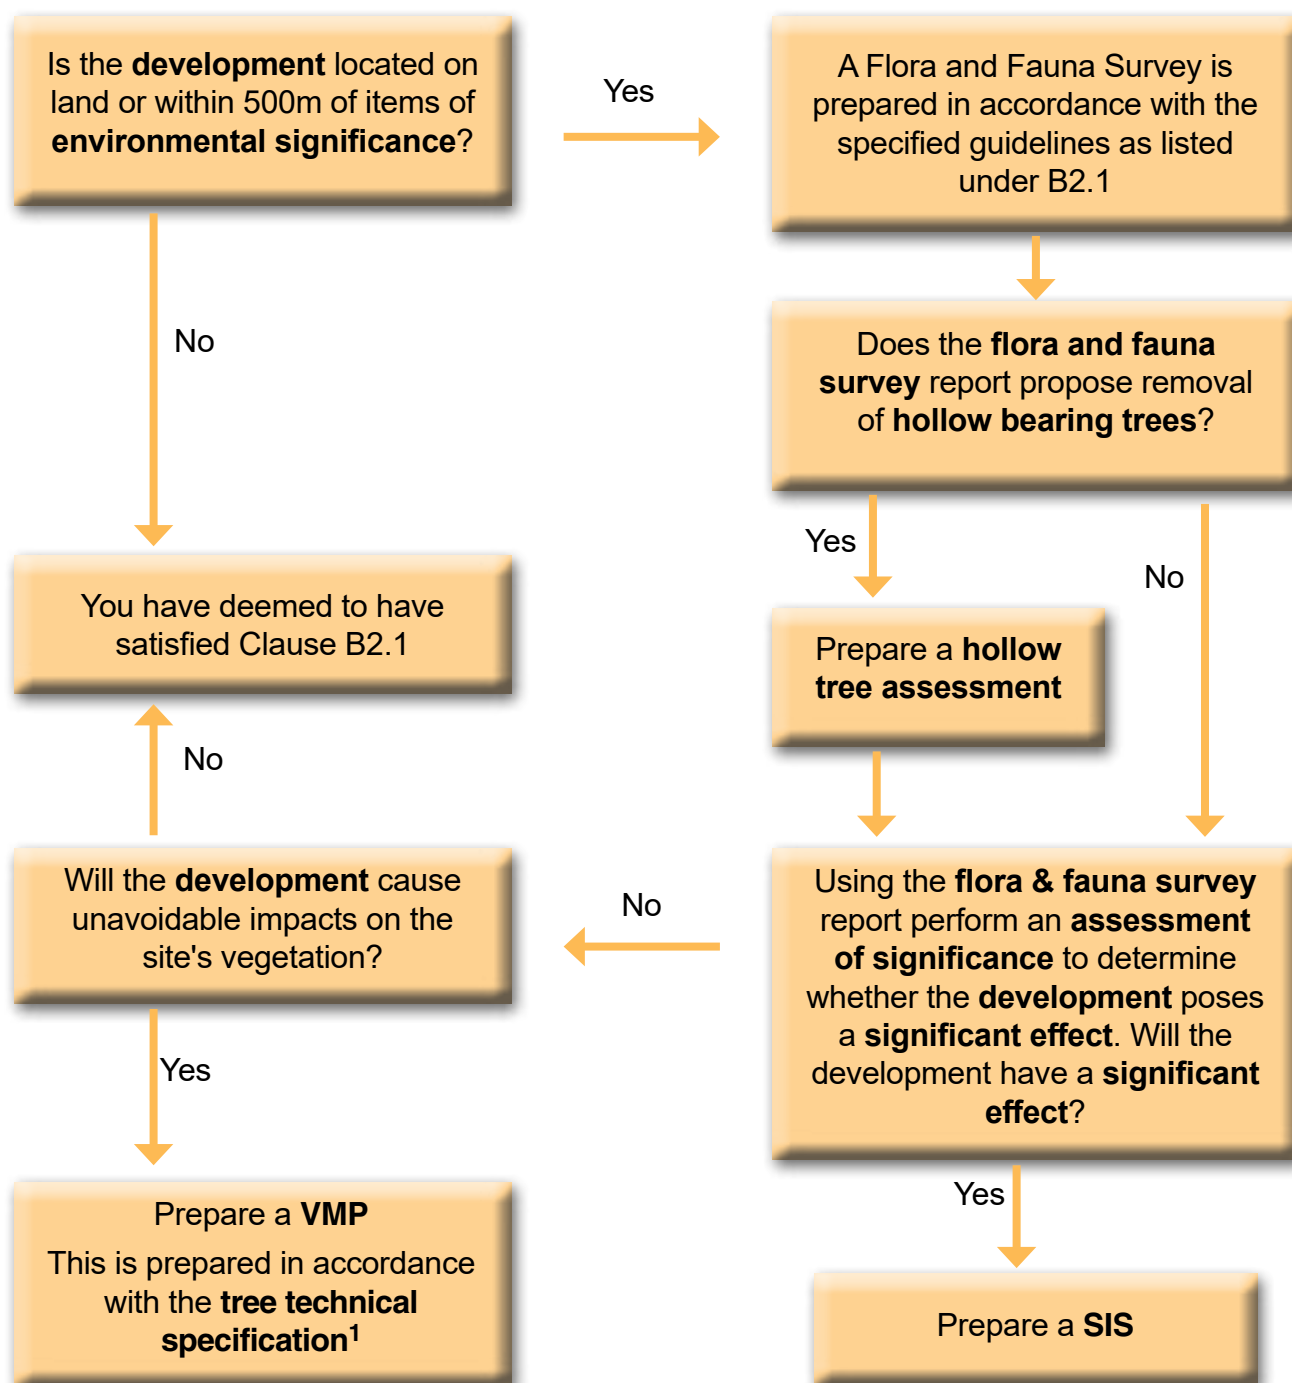 Is the development located on
land or within 500m of items of
environmental significance?
Yes
A Flora and Fauna Survey is
prepared in accordance with the
specified guidelines as listed
under B2.1
No
Does the flora and fauna
survey report propose removal
of hollow bearing trees?
Yes
No
You have deemed to have
satisfied Clause B2.1
Prepare a hollow
tree assessment
No
Will the development cause
unavoidable impacts on the
site's vegetation?
No
Using the flora & fauna survey
report perform an assessment
of significance to determine
whether the development poses
a significant effect. Will the
development have a significant
effect?
Yes
Yes
Prepare a VMP
This is prepared in accordance
with the tree technical
specification¹
Prepare a SIS